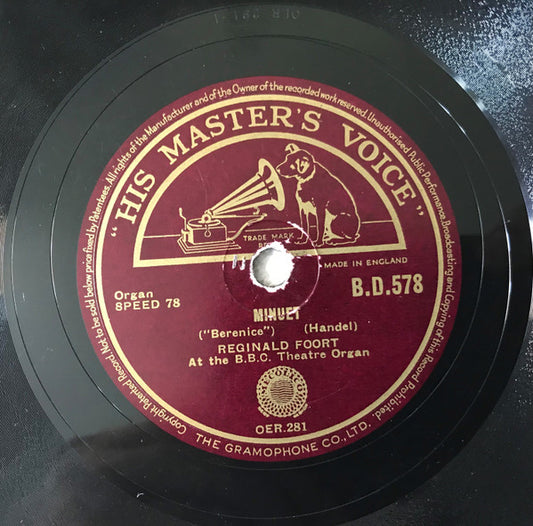 OER 281
All rights of the Manufacturer and of the Owner of the recorded work reserved. Unauthorised Public Performance, Broadcasting and Copying of this Record Prohibited.
Copyright Patented Record Not to be sold below price fixed by Patentees.
"HIS MASTER'S VOICE"
TRADE MARK
MADE IN ENGLAND
Organ
SPEED 78
B.D.578
MINUET
("Berenice") (Handel)
REGINALD FOORT
At the B.B.C. Theatre Organ
OER.281
THE GRAMOPHONE CO., LTD.